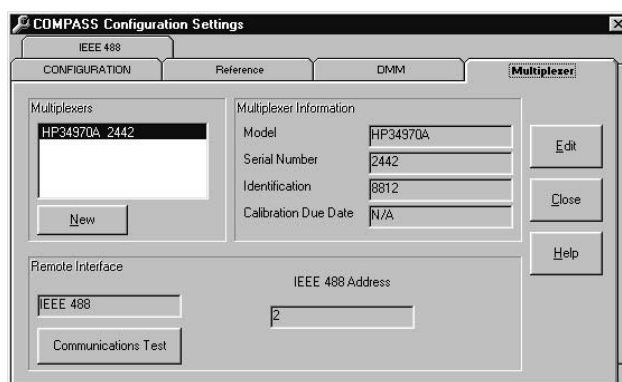 COMPASS Configuration Settings
IEEE 488
CONFIGURATION
Reference
DMM
Multiplexer
Multiplexers
HP34970A 2442
New
Multiplexer Information
Model
HP34970A
Serial Number
2442
Identification
8812
Calibration Due Date
N/A
Edit
Close
Help
Remote Interface
IEEE 488
IEEE 488 Address
2
Communications Test